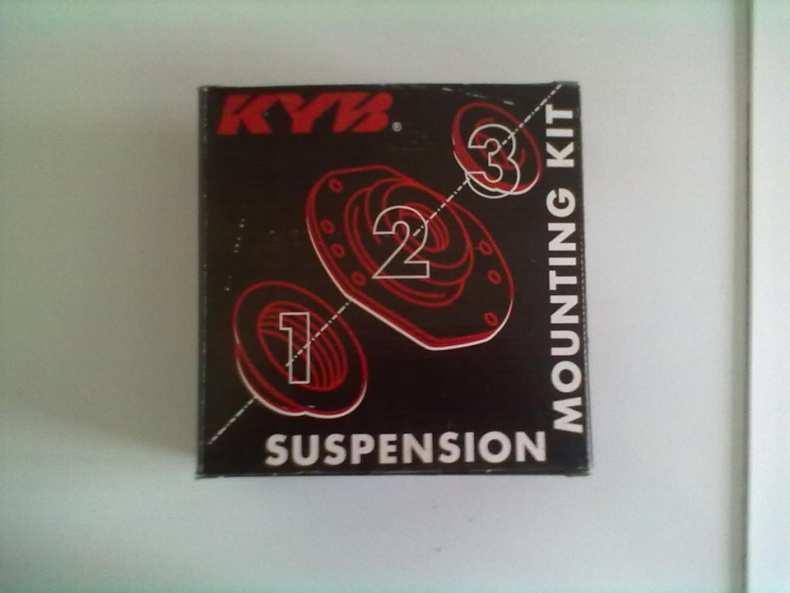 KYB®
3
2
1
SUSPENSION
MOUNTING KIT